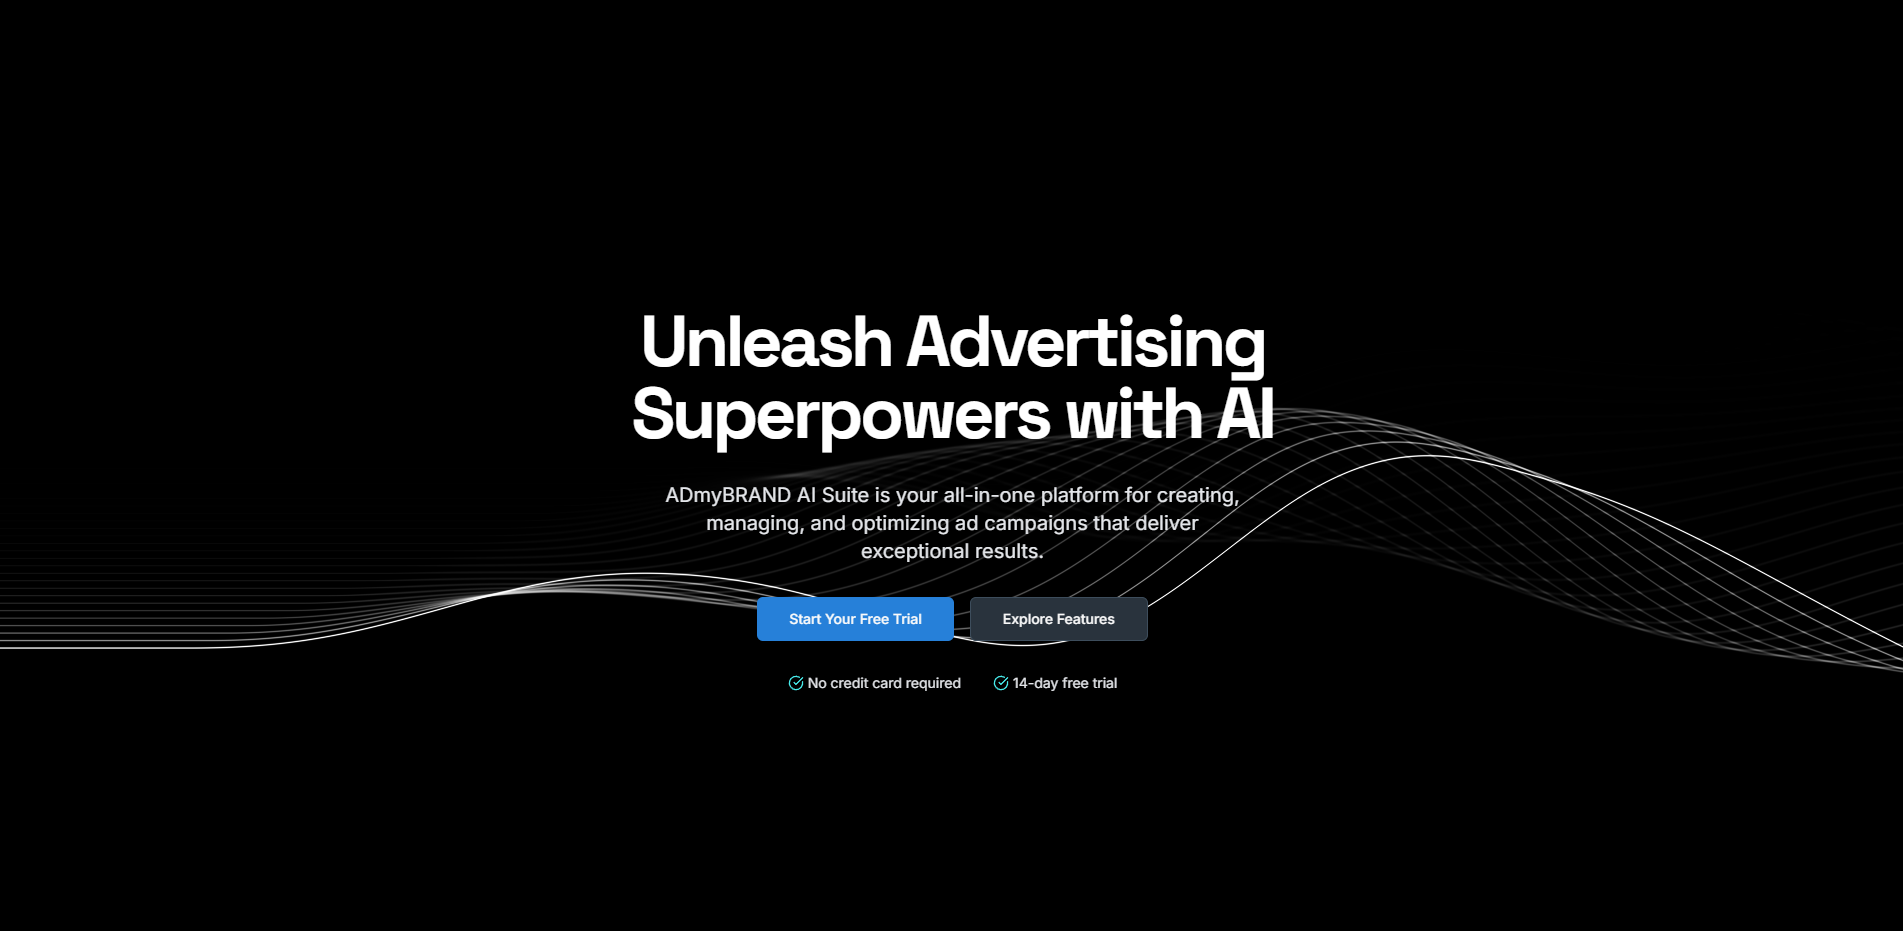 Unleash Advertising
Superpowers with AI
ADmyBRAND AI Suite is your all-in-one platform for creating,
managing, and optimizing ad campaigns that deliver
exceptional results.
Start Your Free Trial
Explore Features
No credit card required
14-day free trial